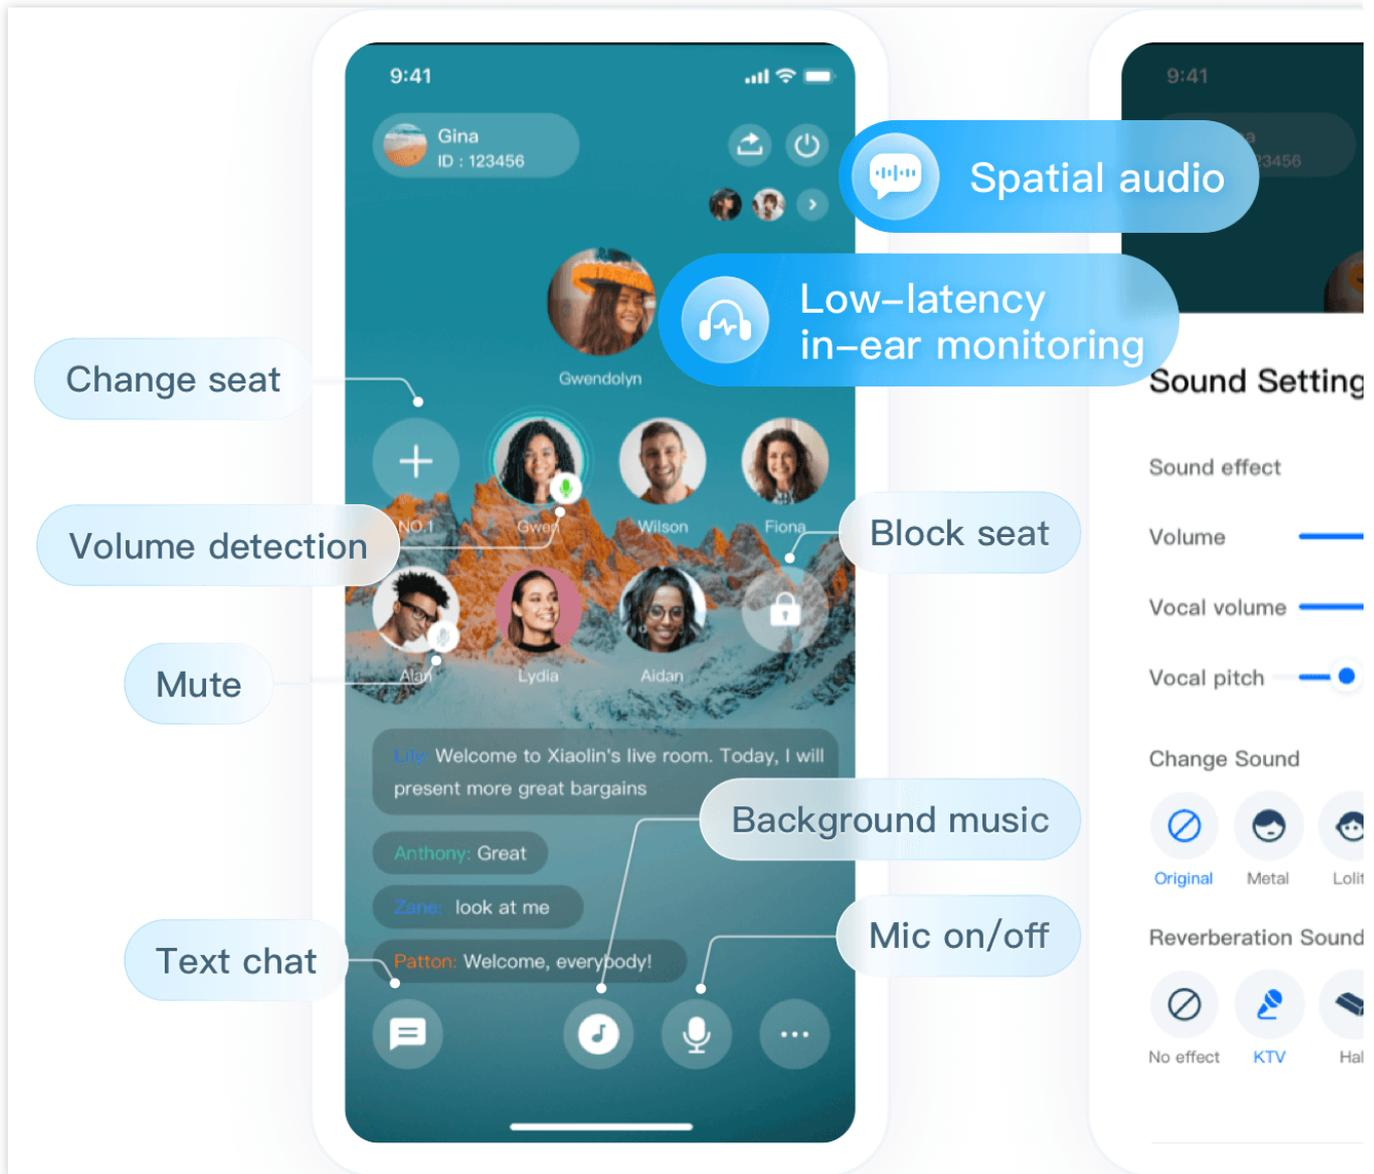 9:41
Gina
ID : 123456
Gwendolyn
NO.1
Gwen
Wilson
Fiona
Alan
Lydia
Aidan
Lily: Welcome to Xiaolin's live room. Today, I will
present more great bargains
Anthony: Great
Zane: look at me
Patton: Welcome, everybody!
Change seat
Volume detection
Mute
Text chat
Spatial audio
Low-latency
in-ear monitoring
Block seat
Background music
Mic on/off
9:41
23456
Sound Setting
Sound effect
Volume
Vocal volume
Vocal pitch
Change Sound
Original
Metal
Lolit
Reverberation Sound
No effect
KTV
Hal